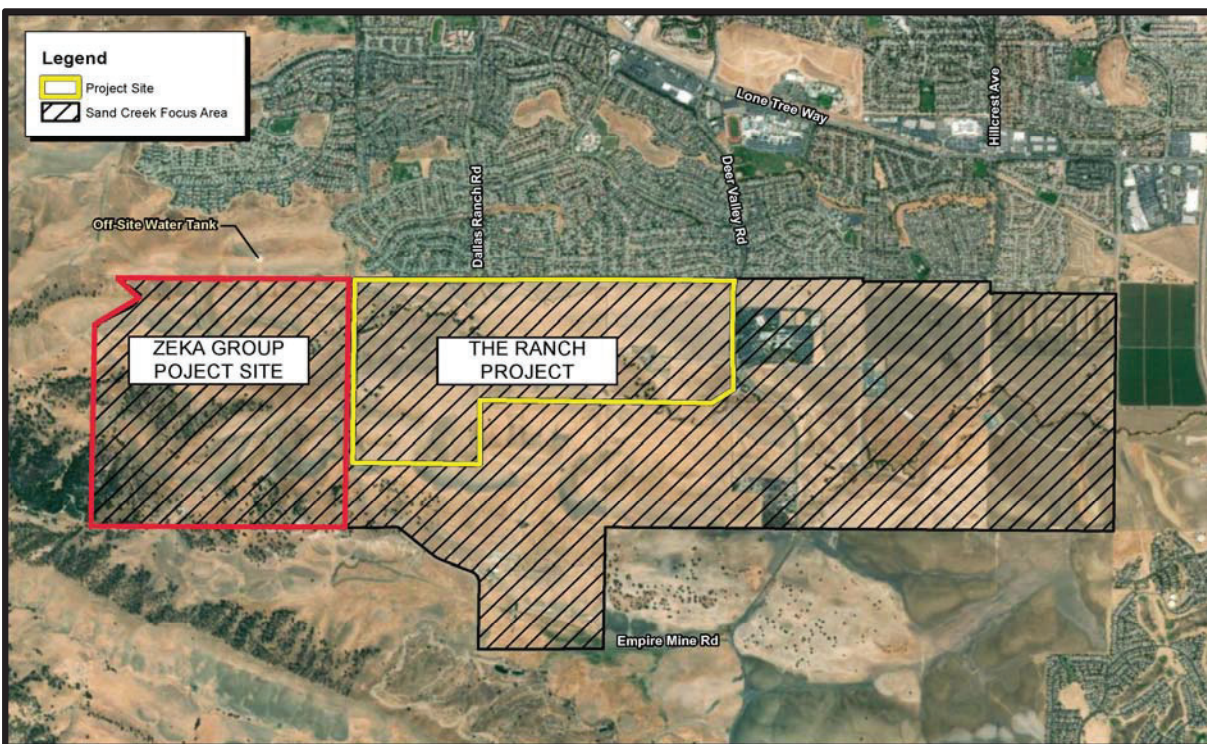 Legend
Project Site
Sand Creek Focus Area
Lone Tree Way
Hillcrest Ave
Deer Valley Rd
Dallas Ranch Rd
Off-Site Water Tank
ZEKA GROUP
POJECT SITE
THE RANCH
PROJECT
Empire Mine Rd